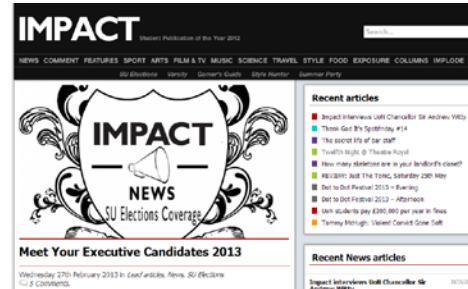 IMPACT
Student Publication of the Year 2012
Search...
NEWS COMMENT FEATURES SPORT ARTS FILM & TV MUSIC SCIENCE TRAVEL STYLE FOOD EXPOSURE COLUMNS IMPLODE
SU Elections Varsity Gamer's Guide Style Hunter Summer Party
IMPACT
NEWS
SU Elections Coverage
Meet Your Executive Candidates 2013
Wednesday 27th February 2013 in Lead articles, News, SU Elections
5 Comments.
Recent articles
Impact interviews UoN Chancellor Sir Andrew Witty
Thank God It's Spotifriday #14
The secret life of bar staff
Twelfth Night @ Theatre Royal
How many skeletons are in your landlord's closet?
REVIEW: Just The Tonic, Saturday 25th May
Dot to Dot Festival 2013 – Evening
Dot to Dot Festival 2013 – Afternoon
UoN students pay £280,000 per year in fines
Tommy McHugh: Violent Convict Gone Soft
Recent News articles
Impact interviews UoN Chancellor Sir
Andrew Witty